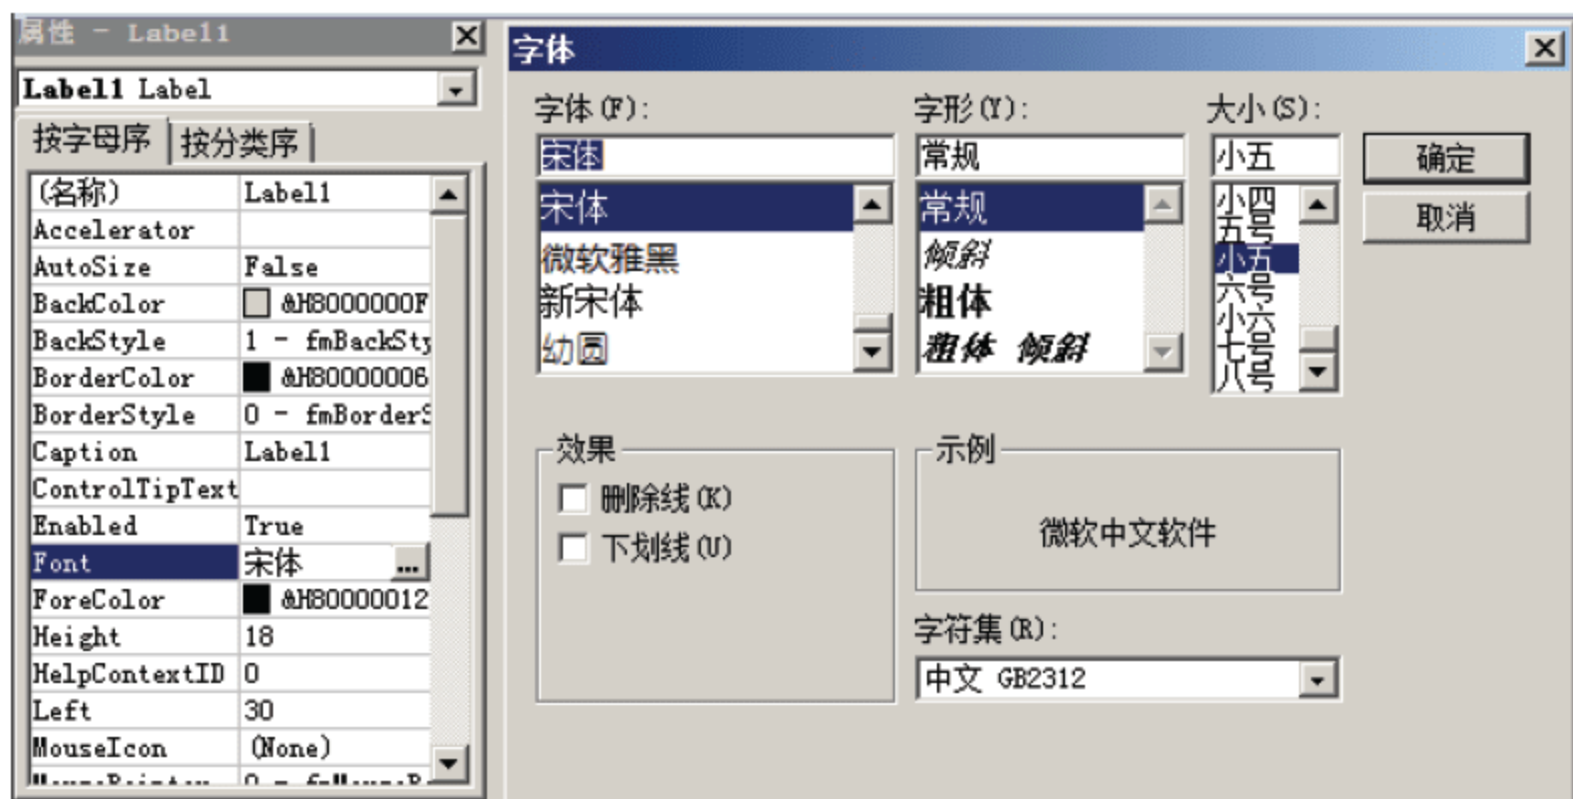 属性 - Label1
Label1 Label
按字母序 按分类序
(名称) Label1
Accelerator
AutoSize False
BackColor &H8000000F
BackStyle 1 - fmBackSty
BorderColor &H80000006
BorderStyle 0 - fmBorderS
Caption Label1
ControlTipText
Enabled True
Font 宋体 ...
ForeColor &H80000012
Height 18
HelpContextID 0
Left 30
MouseIcon (None)
字体
字体(F):
宋体
宋体
微软雅黑
新宋体
幼圆
字形(Y):
常规
常规
倾斜
粗体
粗体 倾斜
大小(S):
小五
小四
五号
小五
六号
小六
七号
八号
确定
取消
效果
删除线(K)
下划线(U)
示例
微软中文软件
字符集(R):
中文 GB2312